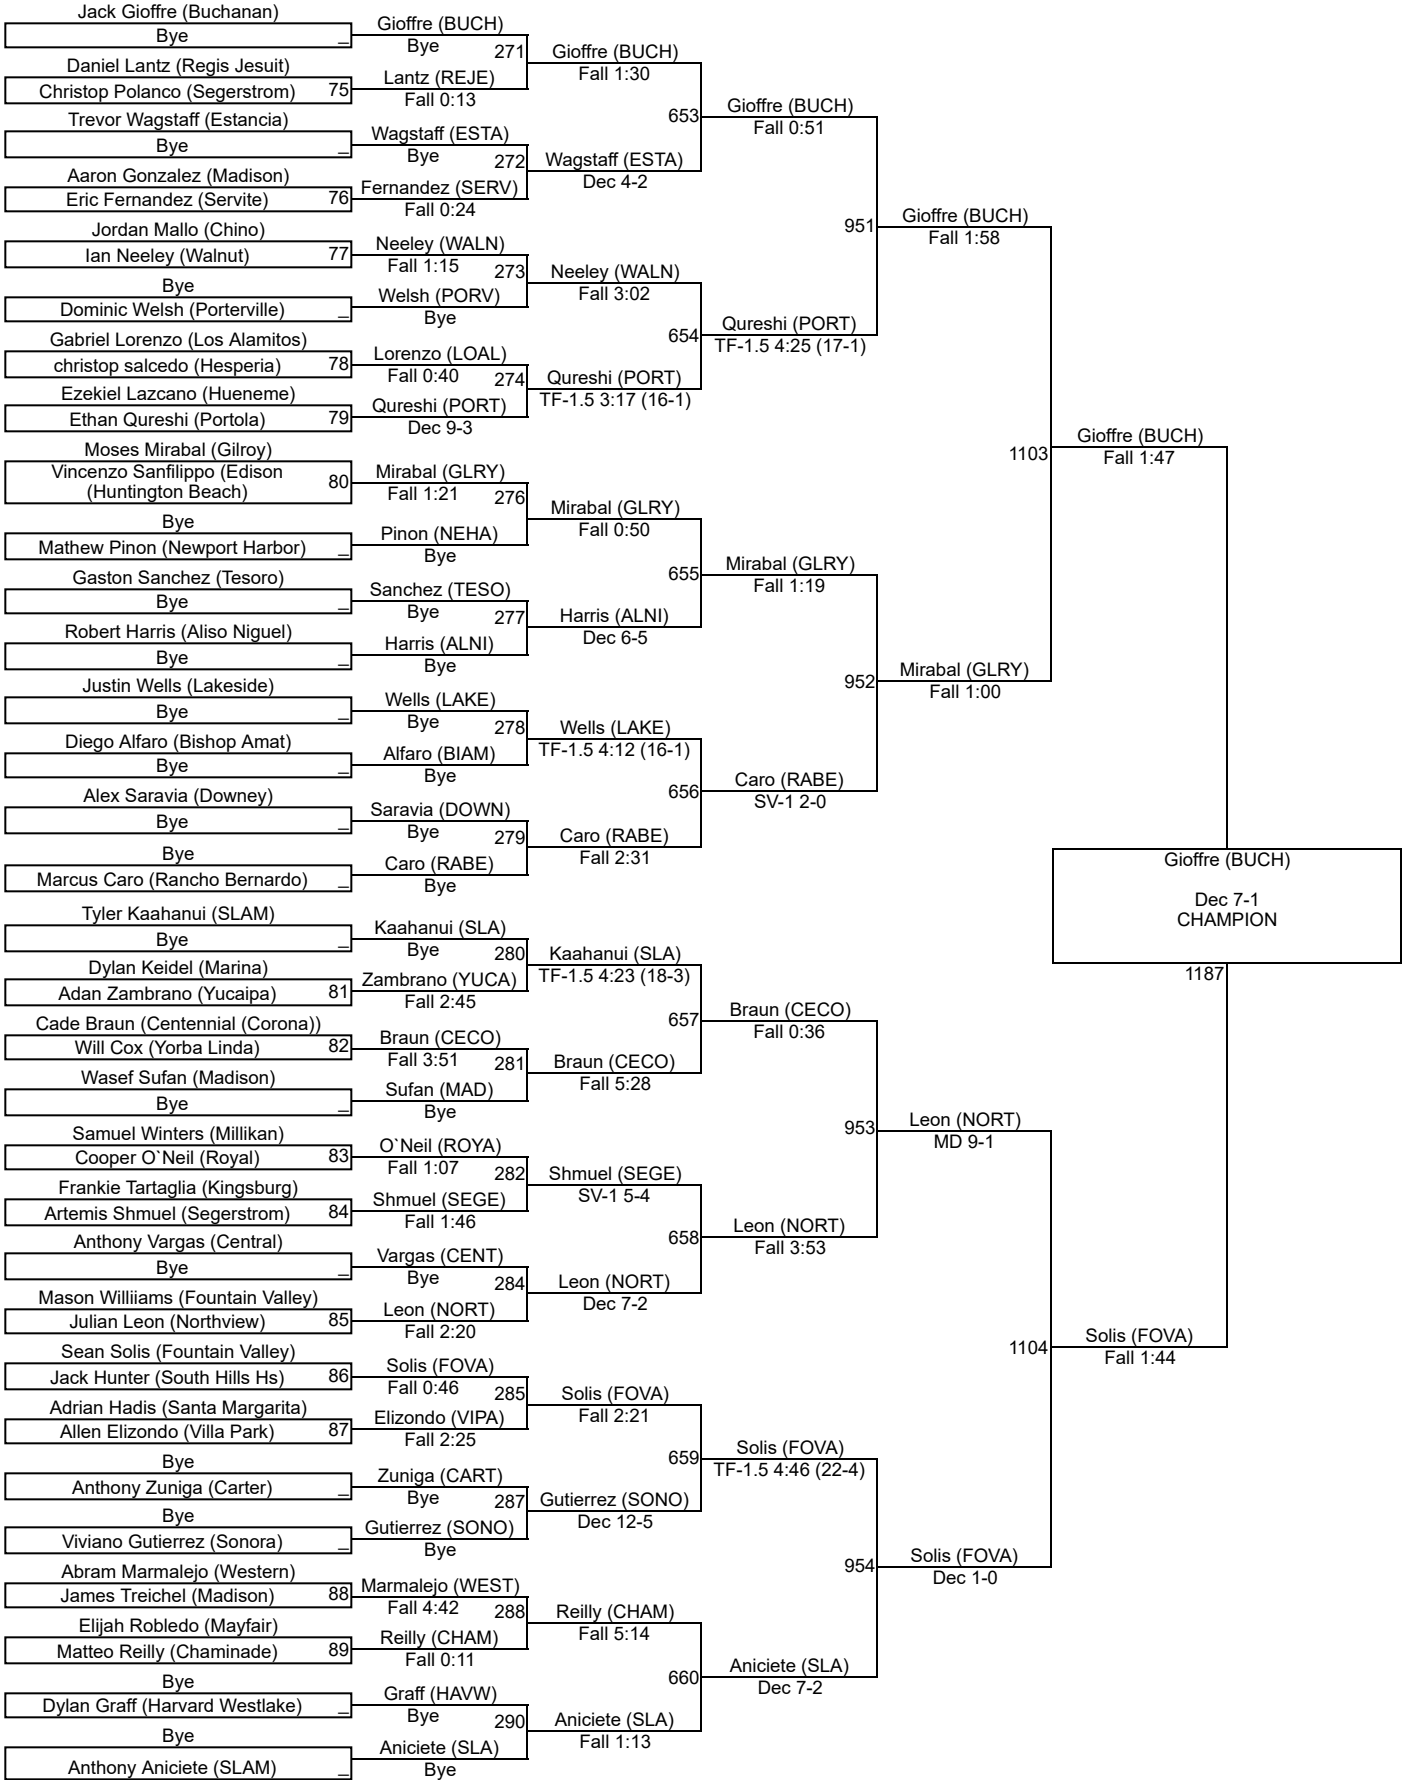 Jack Gioffre (Buchanan)
Bye _
Daniel Lantz (Regis Jesuit)
Christop Polanco (Segerstrom) 75
Trevor Wagstaff (Estancia)
Bye _
Aaron Gonzalez (Madison)
Eric Fernandez (Servite) 76
Jordan Mallo (Chino)
Ian Neeley (Walnut) 77
Bye
Dominic Welsh (Porterville) _
Gabriel Lorenzo (Los Alamitos)
christop salcedo (Hesperia) 78
Ezekiel Lazcano (Hueneme)
Ethan Qureshi (Portola) 79
Moses Mirabal (Gilroy)
Vincenzo Sanfilippo (Edison
(Huntington Beach) 80
Bye
Mathew Pinon (Newport Harbor) _
Gaston Sanchez (Tesoro)
Bye _
Robert Harris (Aliso Niguel)
Bye _
Justin Wells (Lakeside)
Bye _
Diego Alfaro (Bishop Amat)
Bye _
Alex Saravia (Downey)
Bye _
Bye
Marcus Caro (Rancho Bernardo) _
Tyler Kaahanui (SLAM)
Bye _
Dylan Keidel (Marina)
Adan Zambrano (Yucaipa) 81
Cade Braun (Centennial (Corona))
Will Cox (Yorba Linda) 82
Wasef Sufan (Madison)
Bye _
Samuel Winters (Millikan)
Cooper O`Neil (Royal) 83
Frankie Tartaglia (Kingsburg)
Artemis Shmuel (Segerstrom) 84
Anthony Vargas (Central)
Bye _
Mason Williiams (Fountain Valley)
Julian Leon (Northview) 85
Sean Solis (Fountain Valley)
Jack Hunter (South Hills Hs) 86
Adrian Hadis (Santa Margarita)
Allen Elizondo (Villa Park) 87
Bye
Anthony Zuniga (Carter) _
Bye
Viviano Gutierrez (Sonora) _
Abram Marmalejo (Western)
James Treichel (Madison) 88
Elijah Robledo (Mayfair)
Matteo Reilly (Chaminade) 89
Bye
Dylan Graff (Harvard Westlake) _
Bye
Anthony Aniciete (SLAM) _
Gioffre (BUCH)
Bye
271
Lantz (REJE)
Fall 0:13
Wagstaff (ESTA)
Bye
272
Fernandez (SERV)
Fall 0:24
Neeley (WALN)
Fall 1:15
273
Welsh (PORV)
Bye
Lorenzo (LOAL)
Fall 0:40
274
Qureshi (PORT)
Dec 9-3
Mirabal (GLRY)
Fall 1:21
276
Pinon (NEHA)
Bye
Sanchez (TESO)
Bye
277
Harris (ALNI)
Bye
Wells (LAKE)
Bye
278
Alfaro (BIAM)
Bye
Saravia (DOWN)
Bye
279
Caro (RABE)
Bye
Kaahanui (SLA)
Bye
280
Zambrano (YUCA)
Fall 2:45
Braun (CECO)
Fall 3:51
281
Sufan (MAD)
Bye
O`Neil (ROYA)
Fall 1:07
282
Shmuel (SEGE)
Fall 1:46
Vargas (CENT)
Bye
284
Leon (NORT)
Fall 2:20
Solis (FOVA)
Fall 0:46
285
Elizondo (VIPA)
Fall 2:25
Zuniga (CART)
Bye
287
Gutierrez (SONO)
Bye
Marmalejo (WEST)
Fall 4:42
288
Reilly (CHAM)
Fall 0:11
Graff (HAVW)
Bye
290
Aniciete (SLA)
Bye
Gioffre (BUCH)
Fall 1:30
653
Wagstaff (ESTA)
Dec 4-2
Neeley (WALN)
Fall 3:02
654
Qureshi (PORT)
TF-1.5 3:17 (16-1)
Mirabal (GLRY)
Fall 0:50
655
Harris (ALNI)
Dec 6-5
Wells (LAKE)
TF-1.5 4:12 (16-1)
656
Caro (RABE)
Fall 2:31
Kaahanui (SLA)
TF-1.5 4:23 (18-3)
657
Braun (CECO)
Fall 5:28
Shmuel (SEGE)
SV-1 5-4
658
Leon (NORT)
Dec 7-2
Solis (FOVA)
Fall 2:21
659
Gutierrez (SONO)
Dec 12-5
Reilly (CHAM)
Fall 5:14
660
Aniciete (SLA)
Fall 1:13
Gioffre (BUCH)
Fall 0:51
951
Qureshi (PORT)
TF-1.5 4:25 (17-1)
Mirabal (GLRY)
Fall 1:19
952
Caro (RABE)
SV-1 2-0
Braun (CECO)
Fall 0:36
953
Leon (NORT)
Fall 3:53
Solis (FOVA)
TF-1.5 4:46 (22-4)
954
Aniciete (SLA)
Dec 7-2
Gioffre (BUCH)
Fall 1:58
1103
Mirabal (GLRY)
Fall 1:00
Leon (NORT)
MD 9-1
1104
Solis (FOVA)
Dec 1-0
Gioffre (BUCH)
Fall 1:47
Solis (FOVA)
Fall 1:44
Gioffre (BUCH)
Dec 7-1
CHAMPION
1187